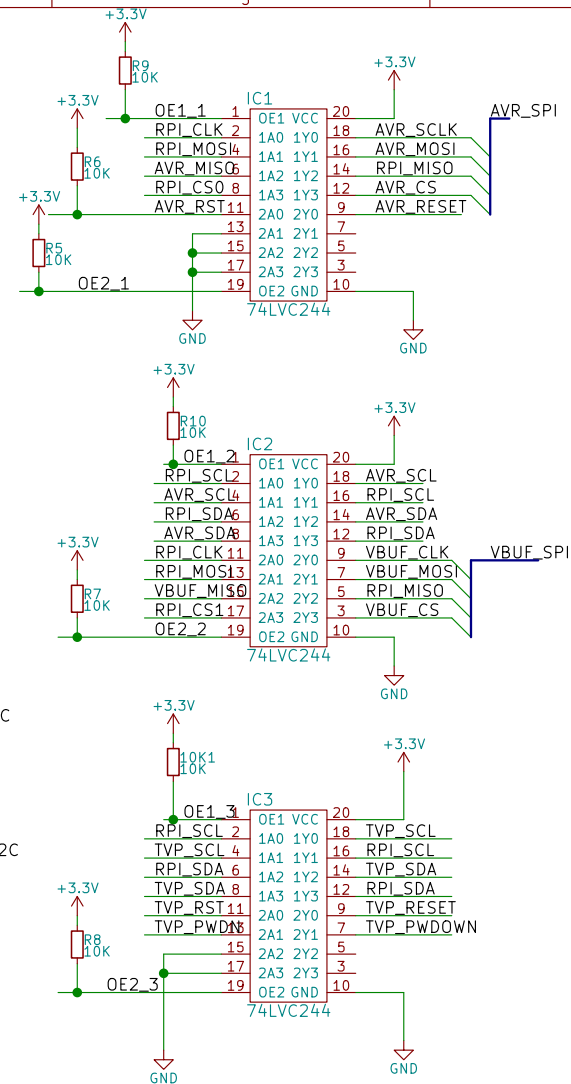 +3.3V
R9
10K
+3.3V
IC1
OE1_1 1 OE1 VCC 20
AVR_SPI
RPI_CLK 2 1A0 1Y0 18 AVR_SCLK
+3.3V
RPI_MOSI 4 1A1 1Y1 16 AVR_MOSI
R6
10K
AVR_MISO 6 1A2 1Y2 14 RPI_MISO
RPI_CS0 8 1A3 1Y3 12 AVR_CS
+3.3V
AVR_RST 11 2A0 2Y0 9 AVR_RESET
13 2A1 2Y1 7
R5
10K
15 2A2 2Y2 5
17 2A3 2Y3 3
OE2_1 19 OE2 GND 10
74LVC244
GND
GND
+3.3V
R10
10K
+3.3V
IC2
OE1_2 1 OE1 VCC 20
RPI_SCL 2 1A0 1Y0 18 AVR_SCL
AVR_SCL 4 1A1 1Y1 16 RPI_SCL
RPI_SDA 6 1A2 1Y2 14 AVR_SDA
AVR_SDA 8 1A3 1Y3 12 RPI_SDA
+3.3V
RPI_CLK 11 2A0 2Y0 9 VBUF_CLK
VBUF_SPI
RPI_MOSI 13 2A1 2Y1 7 VBUF_MOSI
R7
10K
VBUF_MISO 15 2A2 2Y2 5 RPI_MISO
RPI_CS1 17 2A3 2Y3 3 VBUF_CS
OE2_2 19 OE2 GND 10
74LVC244
GND
+3.3V
C
10K1
10K
+3.3V
IC3
OE1_3 1 OE1 VCC 20
RPI_SCL 2 1A0 1Y0 18 TVP_SCL
2C
TVP_SCL 4 1A1 1Y1 16 RPI_SCL
RPI_SDA 6 1A2 1Y2 14 TVP_SDA
+3.3V
TVP_SDA 8 1A3 1Y3 12 RPI_SDA
TVP_RST 11 2A0 2Y0 9 TVP_RESET
TVP_PWDN 13 2A1 2Y1 7 TVP_PWDOWN
R8
10K
15 2A2 2Y2 5
17 2A3 2Y3 3
OE2_3 19 OE2 GND 10
74LVC244
GND
GND